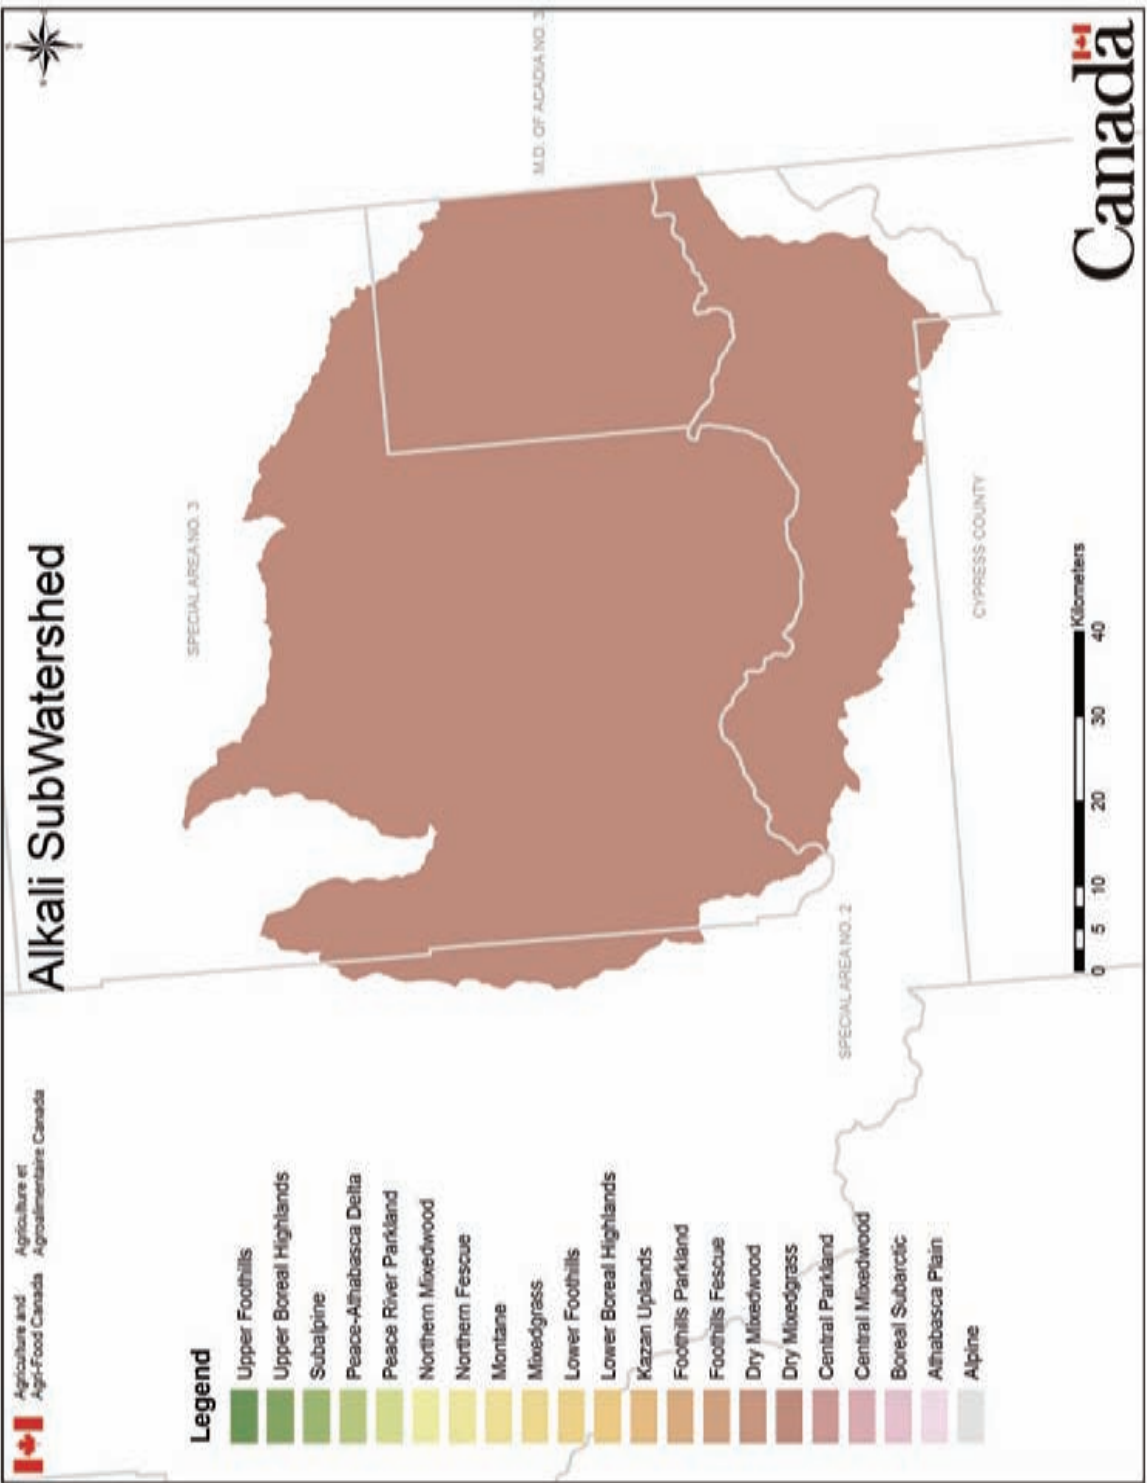 Agriculture and
Agri-Food Canada
Agriculture et
Agroalimentaire Canada
Alkali SubWatershed
SPECIAL AREA NO. 3
M.D. OF ACADIA NO. 3
SPECIAL AREA NO. 2
CYPRESS COUNTY
Legend
Upper Foothills
Upper Boreal Highlands
Subalpine
Peace-Athabasca Delta
Peace River Parkland
Northern Mixedwood
Northern Fescue
Montane
Mixedgrass
Lower Foothills
Lower Boreal Highlands
Kazan Uplands
Foothills Parkland
Foothills Fescue
Dry Mixedwood
Dry Mixedgrass
Central Parkland
Central Mixedwood
Boreal Subarctic
Athabasca Plain
Alpine
0 5 10 20 30 40
Kilometers
Canada